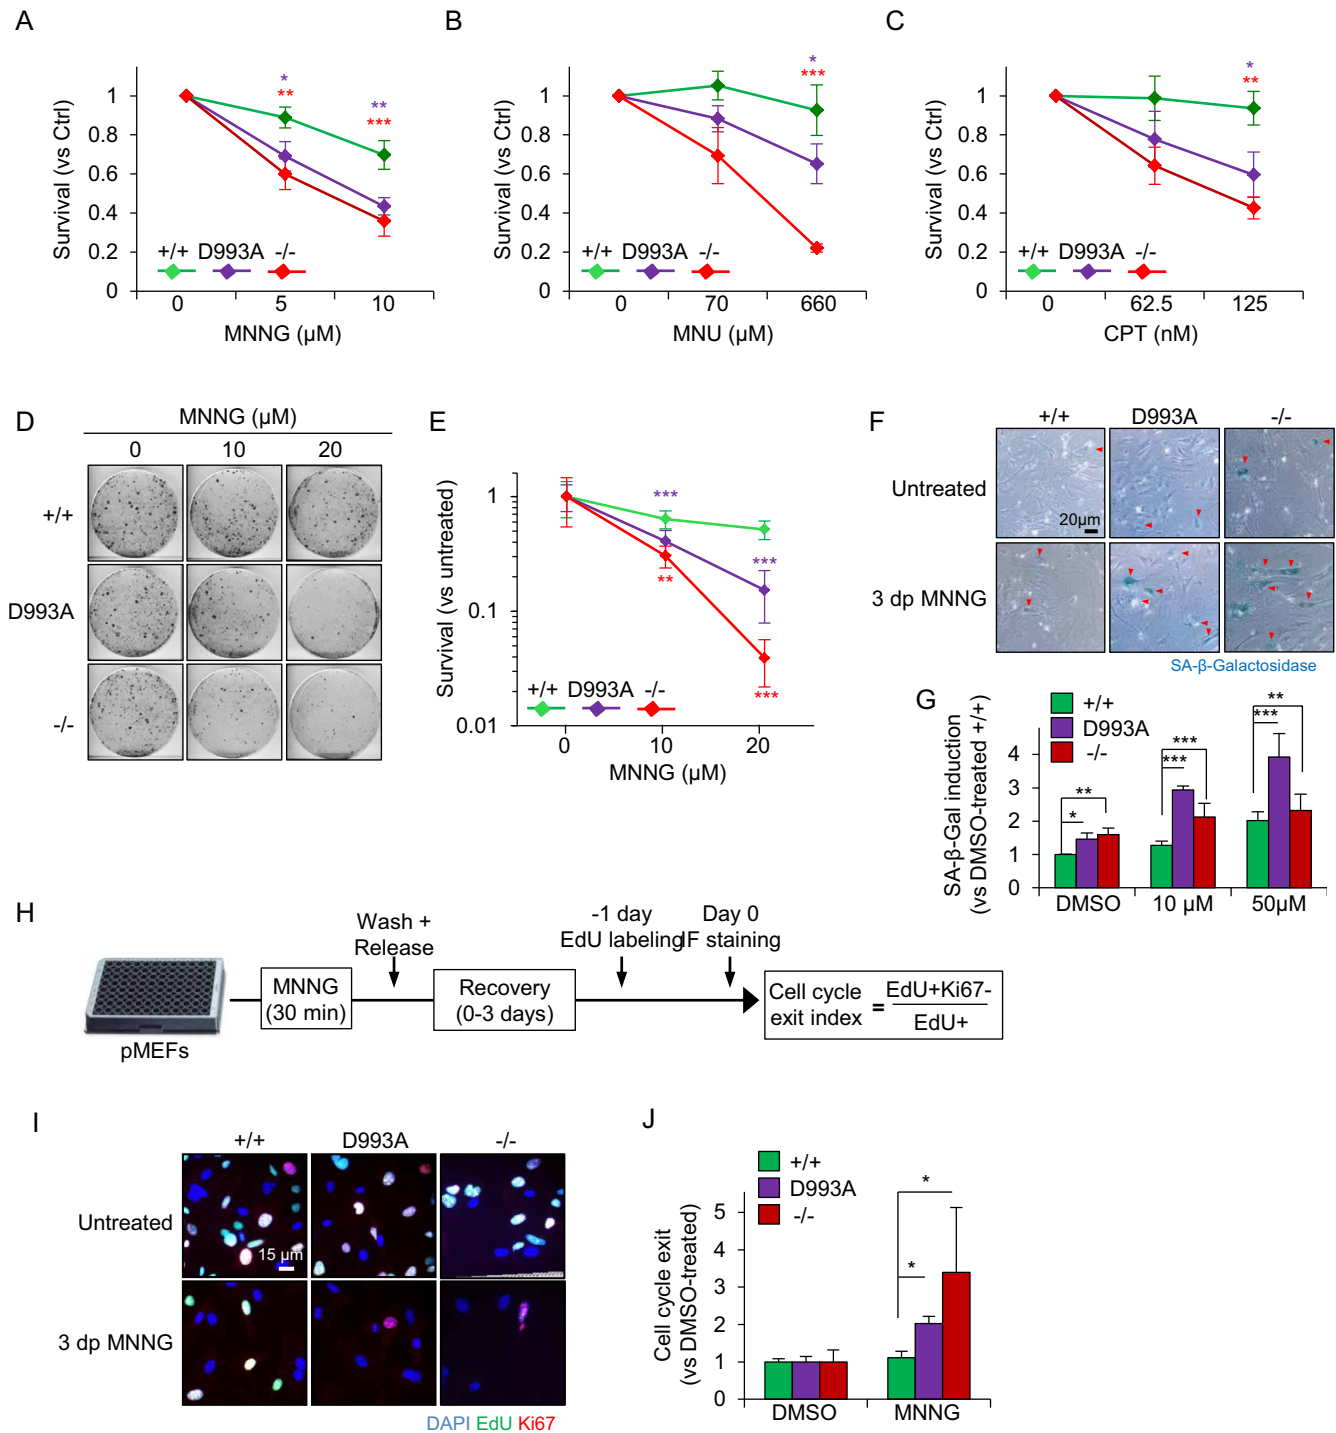 A
Survival (vs Ctrl)
1
0.8
0.6
0.4
0.2
0
*
**
**
***
+/+ D993A -/-
0 5 10
MNNG (µM)
B
Survival (vs Ctrl)
1
0.8
0.6
0.4
0.2
0
*
***
+/+ D993A -/-
0 70 660
MNU (µM)
C
Survival (vs Ctrl)
1
0.8
0.6
0.4
0.2
0
*
**
+/+ D993A -/-
0 62.5 125
CPT (nM)
D
MNNG (µM)
0 10 20
+/+
D993A
-/-
E
Survival (vs untreated)
1
0.1
0.01
***
**
***
***
+/+ D993A -/-
0 10 20
MNNG (µM)
F
+/+ D993A -/-
Untreated
20µm
3 dp MNNG
SA-β-Galactosidase
G
+/+
D993A
-/-
SA-β-Gal induction
(vs DMSO-treated +/+)
4
3
2
1
0
*
**
***
***
***
**
DMSO 10 µM 50µM
H
pMEFs
MNNG
(30 min)
Wash +
Release
Recovery
(0-3 days)
-1 day
EdU labeling
Day 0
IF staining
Cell cycle
exit index
=
EdU+Ki67-
EdU+
I
+/+ D993A -/-
Untreated
15 µm
3 dp MNNG
DAPI EdU Ki67
J
+/+
D993A
-/-
Cell cycle exit
(vs DMSO-treated)
5
4
3
2
1
0
*
*
DMSO MNNG